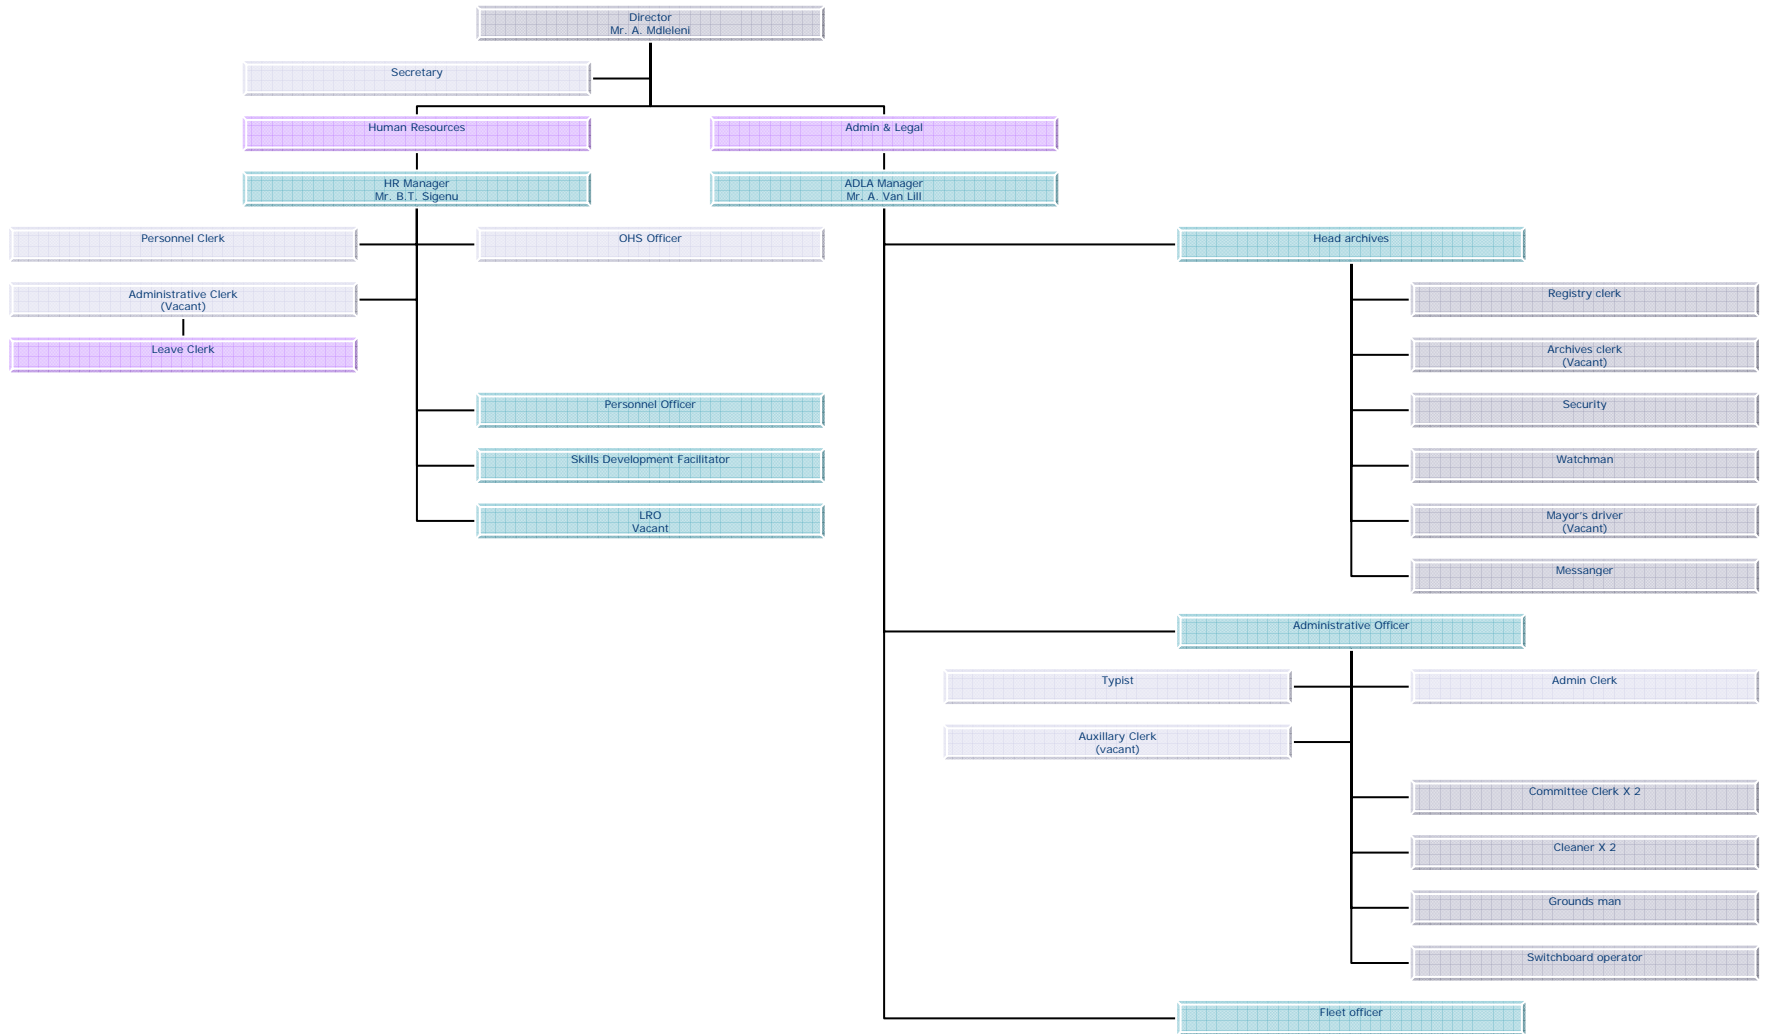 Director
Mr. A. Mdleleni
Secretary
Human Resources
Admin & Legal
HR Manager
Mr. B.T. Sigenu
ADLA Manager
Mr. A. Van Lill
Personnel Clerk
OHS Officer
Head archives
Administrative Clerk
(Vacant)
Registry clerk
Leave Clerk
Archives clerk
(Vacant)
Personnel Officer
Security
Skills Development Facilitator
Watchman
LRO
Vacant
Mayor's driver
(Vacant)
Messanger
Administrative Officer
Typist
Admin Clerk
Auxillary Clerk
(vacant)
Committee Clerk X 2
Cleaner X 2
Grounds man
Switchboard operator
Fleet officer